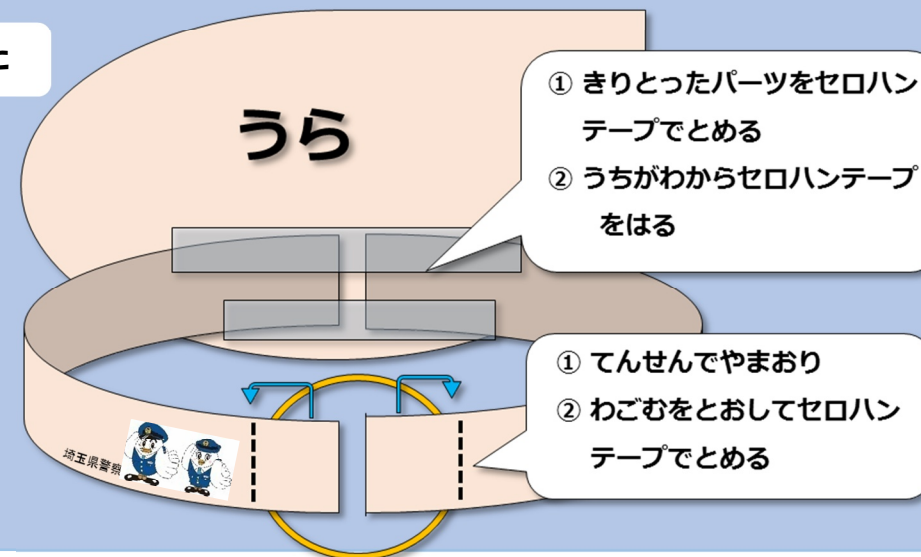 うら
① きりとったパーツをセロハン
テープでとめる
② うちがわからセロハンテープ
をはる
① てんせんでやまおり
② わごむをとおしてセロハン
テープでとめる
埼玉県警察